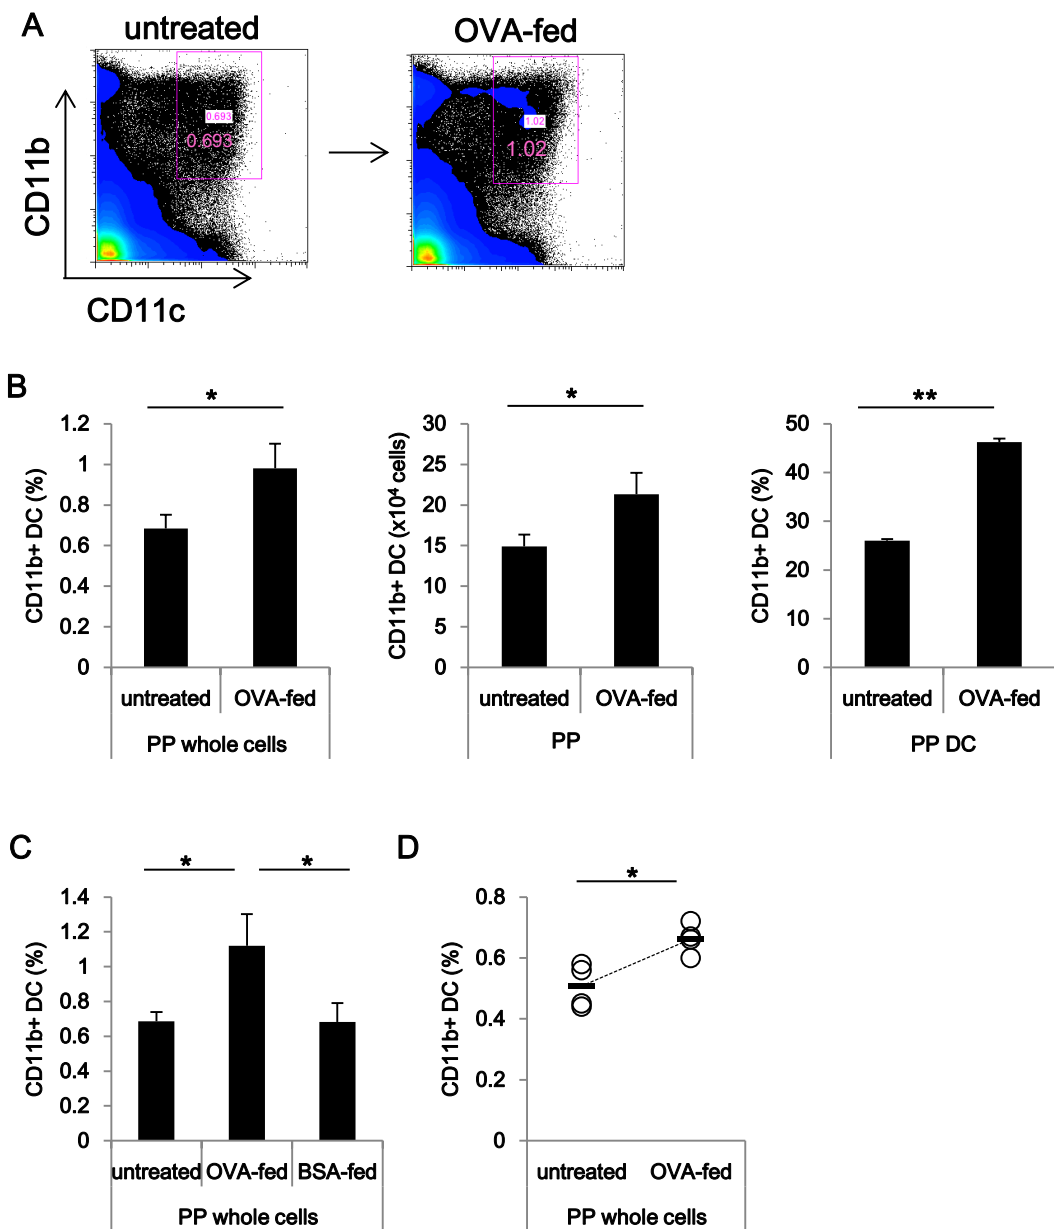 A
untreated
OVA-fed
CD11b
0.693
0.693
1.02
1.02
CD11c
B
*
*
**
CD11b+ DC (%)
1.2
1
0.8
0.6
0.4
0.2
0
untreated
OVA-fed
PP whole cells
CD11b+ DC (x10⁴ cells)
30
25
20
15
10
5
0
untreated
OVA-fed
PP
CD11b+ DC (%)
50
40
30
20
10
0
untreated
OVA-fed
PP DC
C
*
*
CD11b+ DC (%)
1.4
1.2
1
0.8
0.6
0.4
0.2
0
untreated
OVA-fed
BSA-fed
PP whole cells
D
*
CD11b+ DC (%)
0.8
0.6
0.4
0.2
0
untreated
OVA-fed
PP whole cells